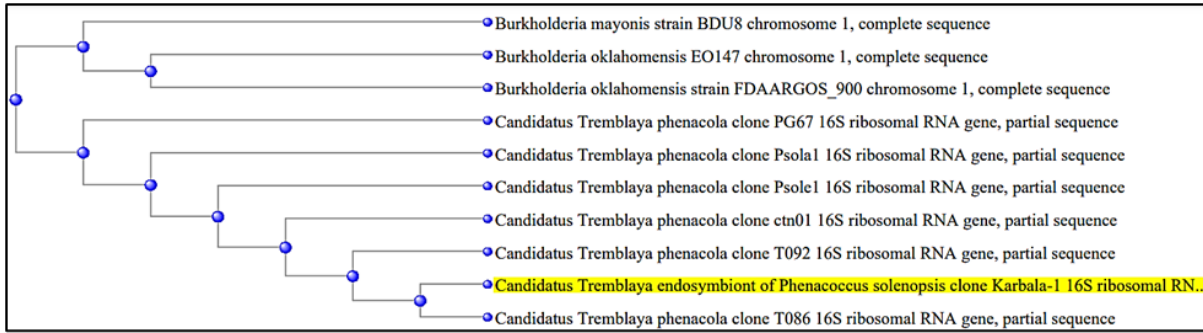 Burkholderia mayonis strain BDU8 chromosome 1, complete sequence
Burkholderia oklahomensis EO147 chromosome 1, complete sequence
Burkholderia oklahomensis strain FDAARGOS_900 chromosome 1, complete sequence
Candidatus Tremblaya phenacola clone PG67 16S ribosomal RNA gene, partial sequence
Candidatus Tremblaya phenacola clone Psola1 16S ribosomal RNA gene, partial sequence
Candidatus Tremblaya phenacola clone Psole1 16S ribosomal RNA gene, partial sequence
Candidatus Tremblaya phenacola clone ctn01 16S ribosomal RNA gene, partial sequence
Candidatus Tremblaya phenacola clone T092 16S ribosomal RNA gene, partial sequence
Candidatus Tremblaya endosymbiont of Phenacoccus solenopsis clone Karbala-1 16S ribosomal RN...
Candidatus Tremblaya phenacola clone T086 16S ribosomal RNA gene, partial sequence